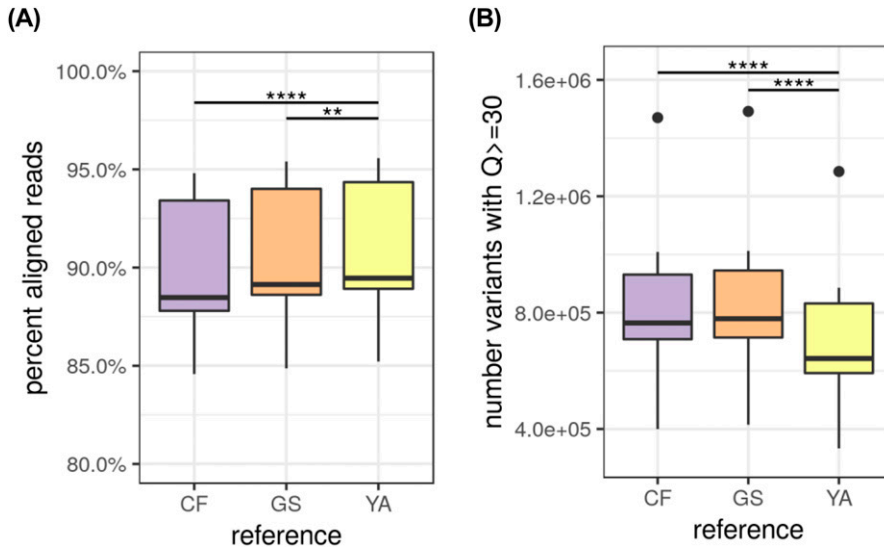 (A)
percent aligned reads
100.0%
95.0%
90.0%
85.0%
80.0%
****
**
CF GS YA
reference
(B)
number variants with Q>=30
1.6e+06
1.2e+06
8.0e+05
4.0e+05
****
****
CF GS YA
reference